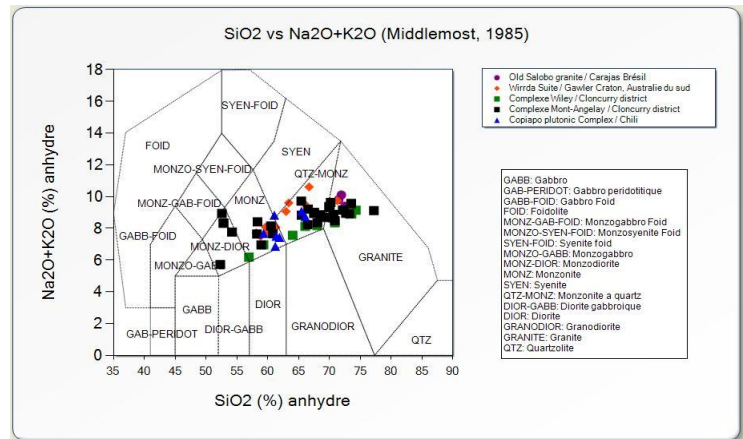 SiO2 vs Na2O+K2O (Middlemost, 1985)
Na2O+K2O (%) anhydre
18
16
14
12
10
8
6
4
2
0
35
40
45
50
55
60
65
70
75
80
85
90
SiO2 (%) anhydre
SYEN-FOID
FOID
SYEN
MONZO-SYEN-FOID
QTZ-MONZ
MONZ-GAB-FOID
MONZ
GABB-FOID
MONZ-DIOR
MONZO-GAB
GRANITE
GABB
DIOR
GAB-PERIDOT
DIOR-GABB
GRANODIOR
QTZ
Old Salobo granite / Carajas Brésil
Wirrda Suite / Gawler Craton, Australie du sud
Complexe Wiley / Cloncurry district
Complexe Mont-Angelay / Cloncurry district
Copiapo plutonic Complex / Chili
GABB: Gabbro
GAB-PERIDOT: Gabbro peridotitique
GABB-FOID: Gabbro Foid
FOID: Foidolite
MONZ-GAB-FOID: Monzogabbro Foid
MONZO-SYEN-FOID: Monzosyenite Foid
SYEN-FOID: Syenite foid
MONZO-GABB: Monzogabbro
MONZ-DIOR: Monzodiorite
MONZ: Monzonite
SYEN: Syenite
QTZ-MONZ: Monzonite a quartz
DIOR-GABB: Diorite gabbroique
DIOR: Diorite
GRANODIOR: Granodiorite
GRANITE: Granite
QTZ: Quartzolite